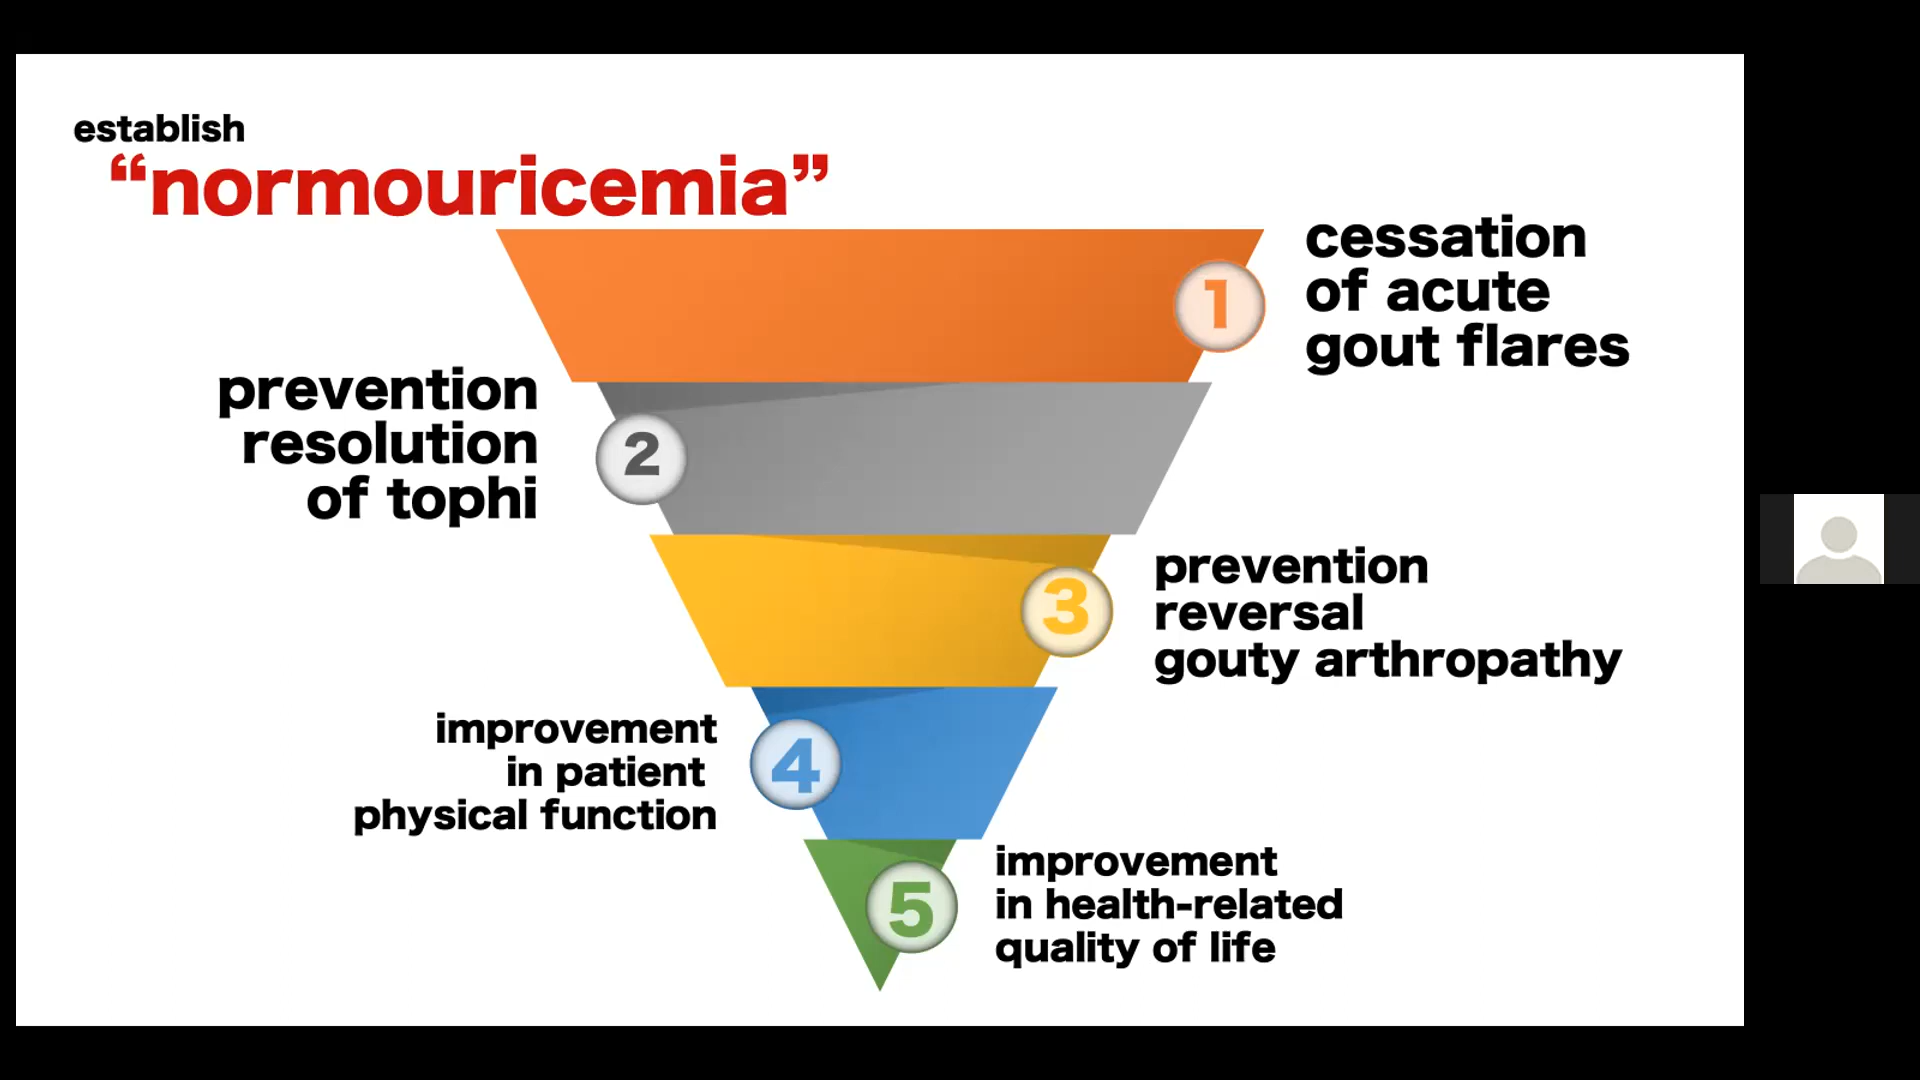 establish
“normouricemia”
1
cessation
of acute
gout flares
2
prevention
resolution
of tophi
3
prevention
reversal
gouty arthropathy
4
improvement
in patient
physical function
5
improvement
in health-related
quality of life